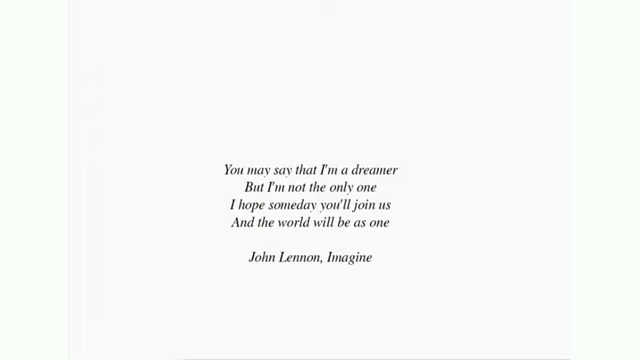 You may say that I'm a dreamer
But I'm not the only one
I hope someday you'll join us
And the world will be as one
John Lennon, Imagine